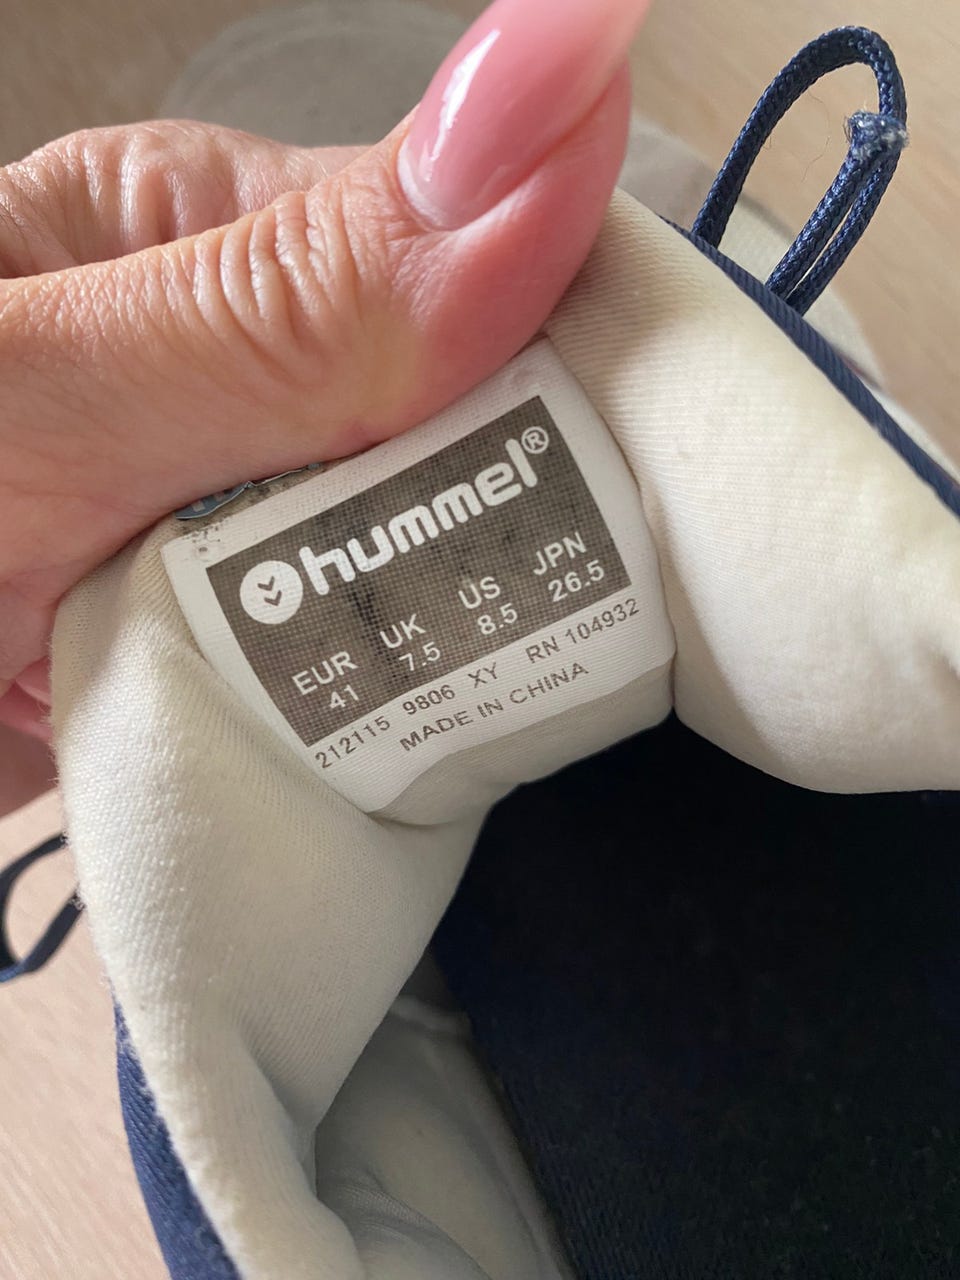 hummel®
EUR UK US JPN
41 7.5 8.5 26.5
212115 9806 XY RN 104932
MADE IN CHINA